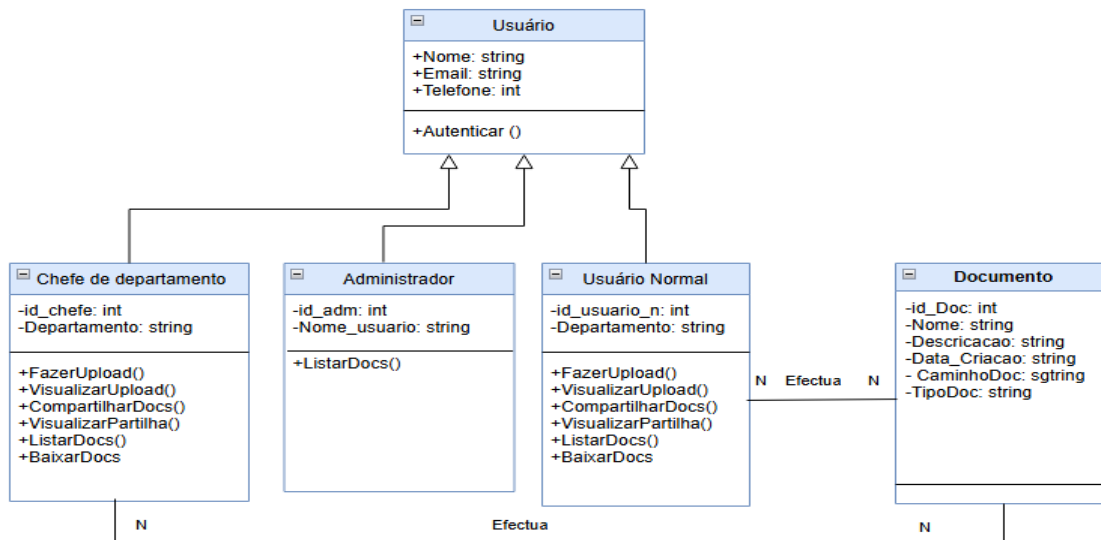 Usuário
+Nome: string
+Email: string
+Telefone: int
+Autenticar ()
Chefe de departamento
-id_chefe: int
-Departamento: string
+FazerUpload()
+VisualizarUpload()
+CompartilharDocs()
+VisualizarPartilha()
+ListarDocs()
+BaixarDocs
Administrador
-id_adm: int
-Nome_usuario: string
+ListarDocs()
Usuário Normal
-id_usuario_n: int
-Departamento: string
+FazerUpload()
+VisualizarUpload()
+CompartilharDocs()
+VisualizarPartilha()
+ListarDocs()
+BaixarDocs
N Efectua N
Documento
-id_Doc: int
-Nome: string
-Descricacao: string
-Data_Criacao: string
- CaminhoDoc: sgtring
-TipoDoc: string
N Efectua N